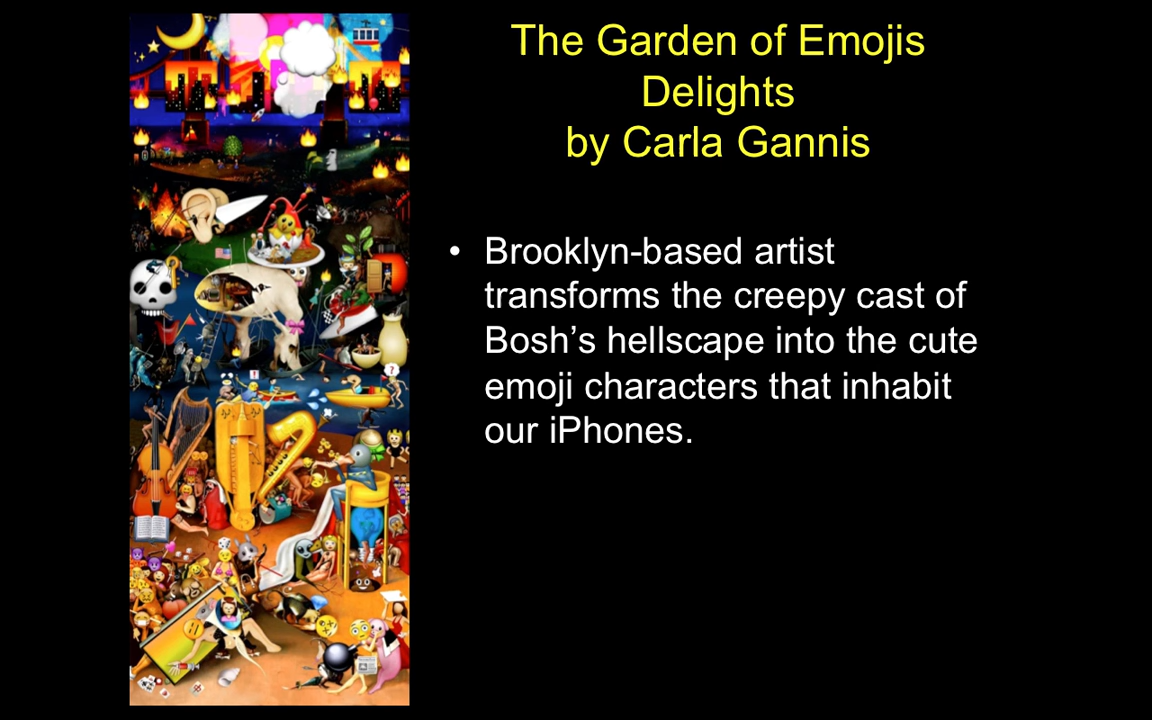 The Garden of Emojis
Delights
by Carla Gannis
• Brooklyn-based artist
transforms the creepy cast of
Bosh’s hellscape into the cute
emoji characters that inhabit
our iPhones.